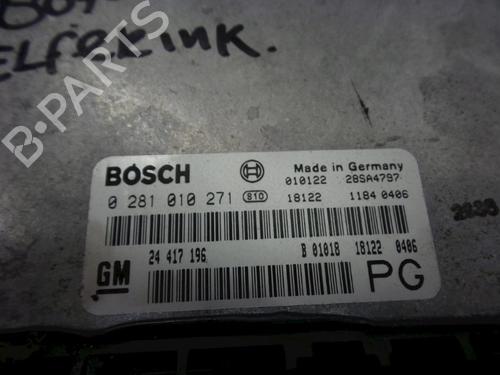 ELFERINK.
B-PARTS
BOSCH
Made in Germany
0 281 010 271 S10
010122 28SA4797
18122 1184 0406
GM
24 417 196
B 01018 18122 0406
PG